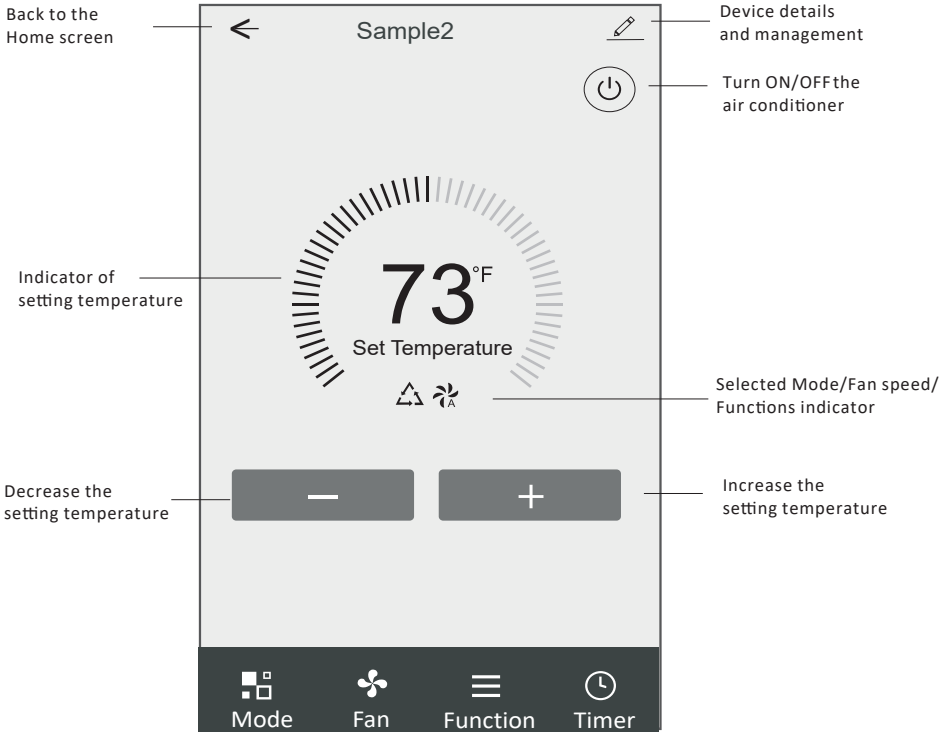 Back to the
Home screen
Sample2
Device details
and management
Turn ON/OFF the
air conditioner
Indicator of
setting temperature
73°F
Set Temperature
A
Selected Mode/Fan speed/
Functions indicator
Decrease the
setting temperature
−
+
Increase the
setting temperature
Mode
Fan
Function
Timer